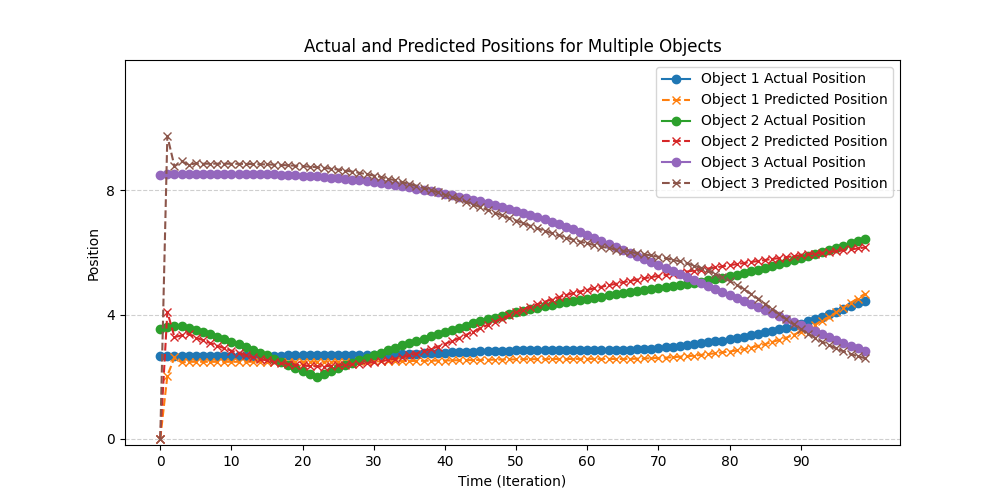 Actual and Predicted Positions for Multiple Objects
Object 1 Actual Position
Object 1 Predicted Position
Object 2 Actual Position
Object 2 Predicted Position
Object 3 Actual Position
Object 3 Predicted Position
8
4
0
Position
0 10 20 30 40 50 60 70 80 90
Time (Iteration)